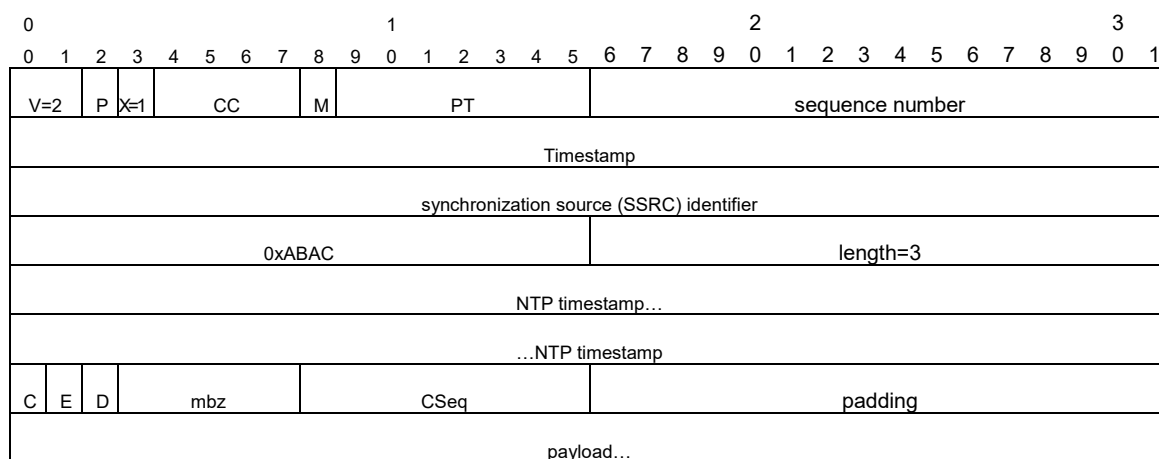 0 1 2 3
0 1 2 3 4 5 6 7 8 9 0 1 2 3 4 5 6 7 8 9 0 1 2 3 4 5 6 7 8 9 0 1
V=2 P X=1 CC M PT sequence number
Timestamp
synchronization source (SSRC) identifier
0xABAC length=3
NTP timestamp…
…NTP timestamp
C E D mbz CSeq padding
payload…